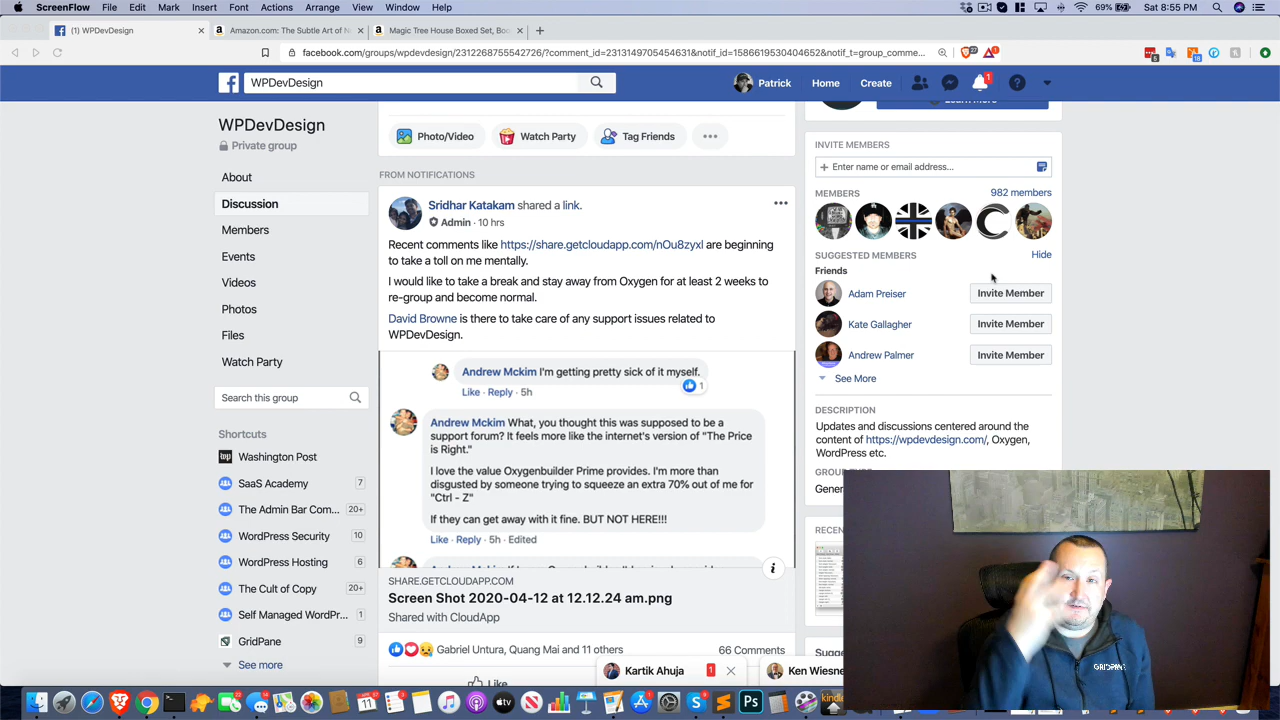 ScreenFlow File Edit Mark Insert Font Actions Arrange View Window Help 69% Sat 8:55 PM
(1) WPDevDesign Amazon.com: The Subtle Art of N Magic Tree House Boxed Set, Boo
facebook.com/groups/wpdevdesign/2312268755542726/?comment_id=2313149705454631&notif_id=1586619530404652&notif_t=group_comme...
WPDevDesign Patrick Home Create 1
Learn More
WPDevDesign
Private group
About
Discussion
Members
Events
Videos
Photos
Files
Watch Party
Search this group
Shortcuts
Washington Post
SaaS Academy 7
The Admin Bar Com... 20+
WordPress Security 10
WordPress Hosting 6
The Cult of Copy 20+
Self Managed WordPr... 1
GridPane 9
See more
Photo/Video Watch Party Tag Friends
FROM NOTIFICATIONS
Sridhar Katakam shared a link.
Admin · 10 hrs
Recent comments like https://share.getcloudapp.com/nOu8zyxl are beginning
to take a toll on me mentally.
I would like to take a break and stay away from Oxygen for at least 2 weeks to
re-group and become normal.
David Browne is there to take care of any support issues related to
WPDevDesign.
Andrew Mckim I'm getting pretty sick of it myself.
1
Like · Reply · 5h
Andrew Mckim What, you thought this was supposed to be a
support forum? It feels more like the internet's version of "The Price
is Right."
I love the value Oxygenbuilder Prime provides. I'm more than
disgusted by someone trying to squeeze an extra 70% out of me for
"Ctrl - Z"
If they can get away with it fine. BUT NOT HERE!!!
Like · Reply · 5h · Edited
SHARE.GETCLOUDAPP.COM
Screen Shot 2020-04-12 at 12.12.24 am.png
Shared with CloudApp
Gabriel Untura, Quang Mai and 11 others 66 Comments
Like
Kartik Ahuja 1
Ken Wiesne
INVITE MEMBERS
+ Enter name or email address...
MEMBERS 982 members
SUGGESTED MEMBERS Hide
Friends
Adam Preiser Invite Member
Kate Gallagher Invite Member
Andrew Palmer Invite Member
See More
DESCRIPTION
Updates and discussions centered around the
content of https://wpdevdesign.com/, Oxygen,
WordPress etc.
GROUP TYPE
Gener
RECEN
Sugge
GRIDPANE